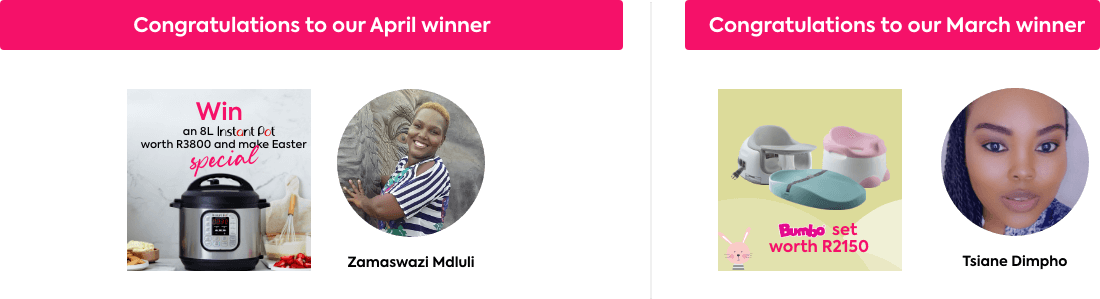 Congratulations to our April winner
Win
an 8L Instant Pot
worth R3800 and make Easter
special
Zamaswazi Mdluli
Congratulations to our March winner
Bumbo set
worth R2150
Tsiane Dimpho